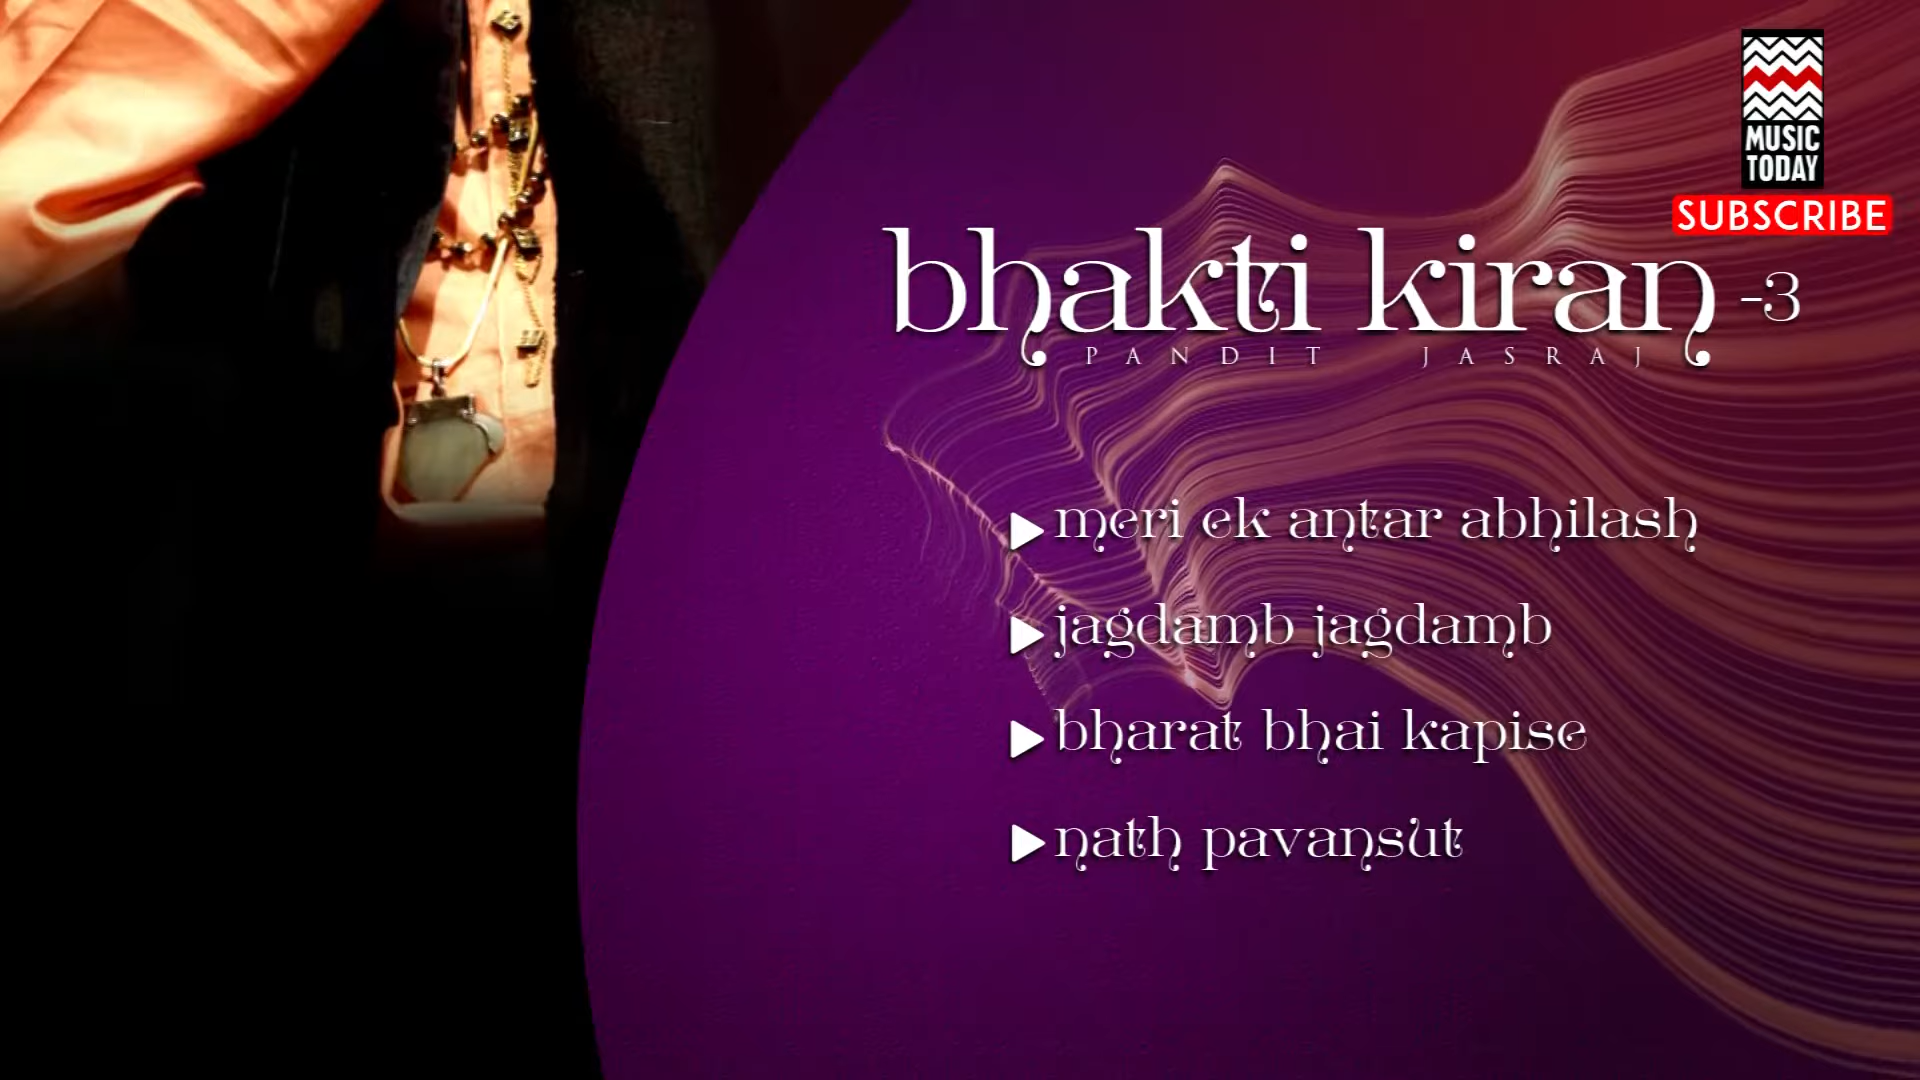 MUSIC
TODAY
SUBSCRIBE
bhakti kiran -3
PANDIT JASRAJ
meri ek antar abhilash
jagdamb jagdamb
bharat bhai kapise
nath pavansut